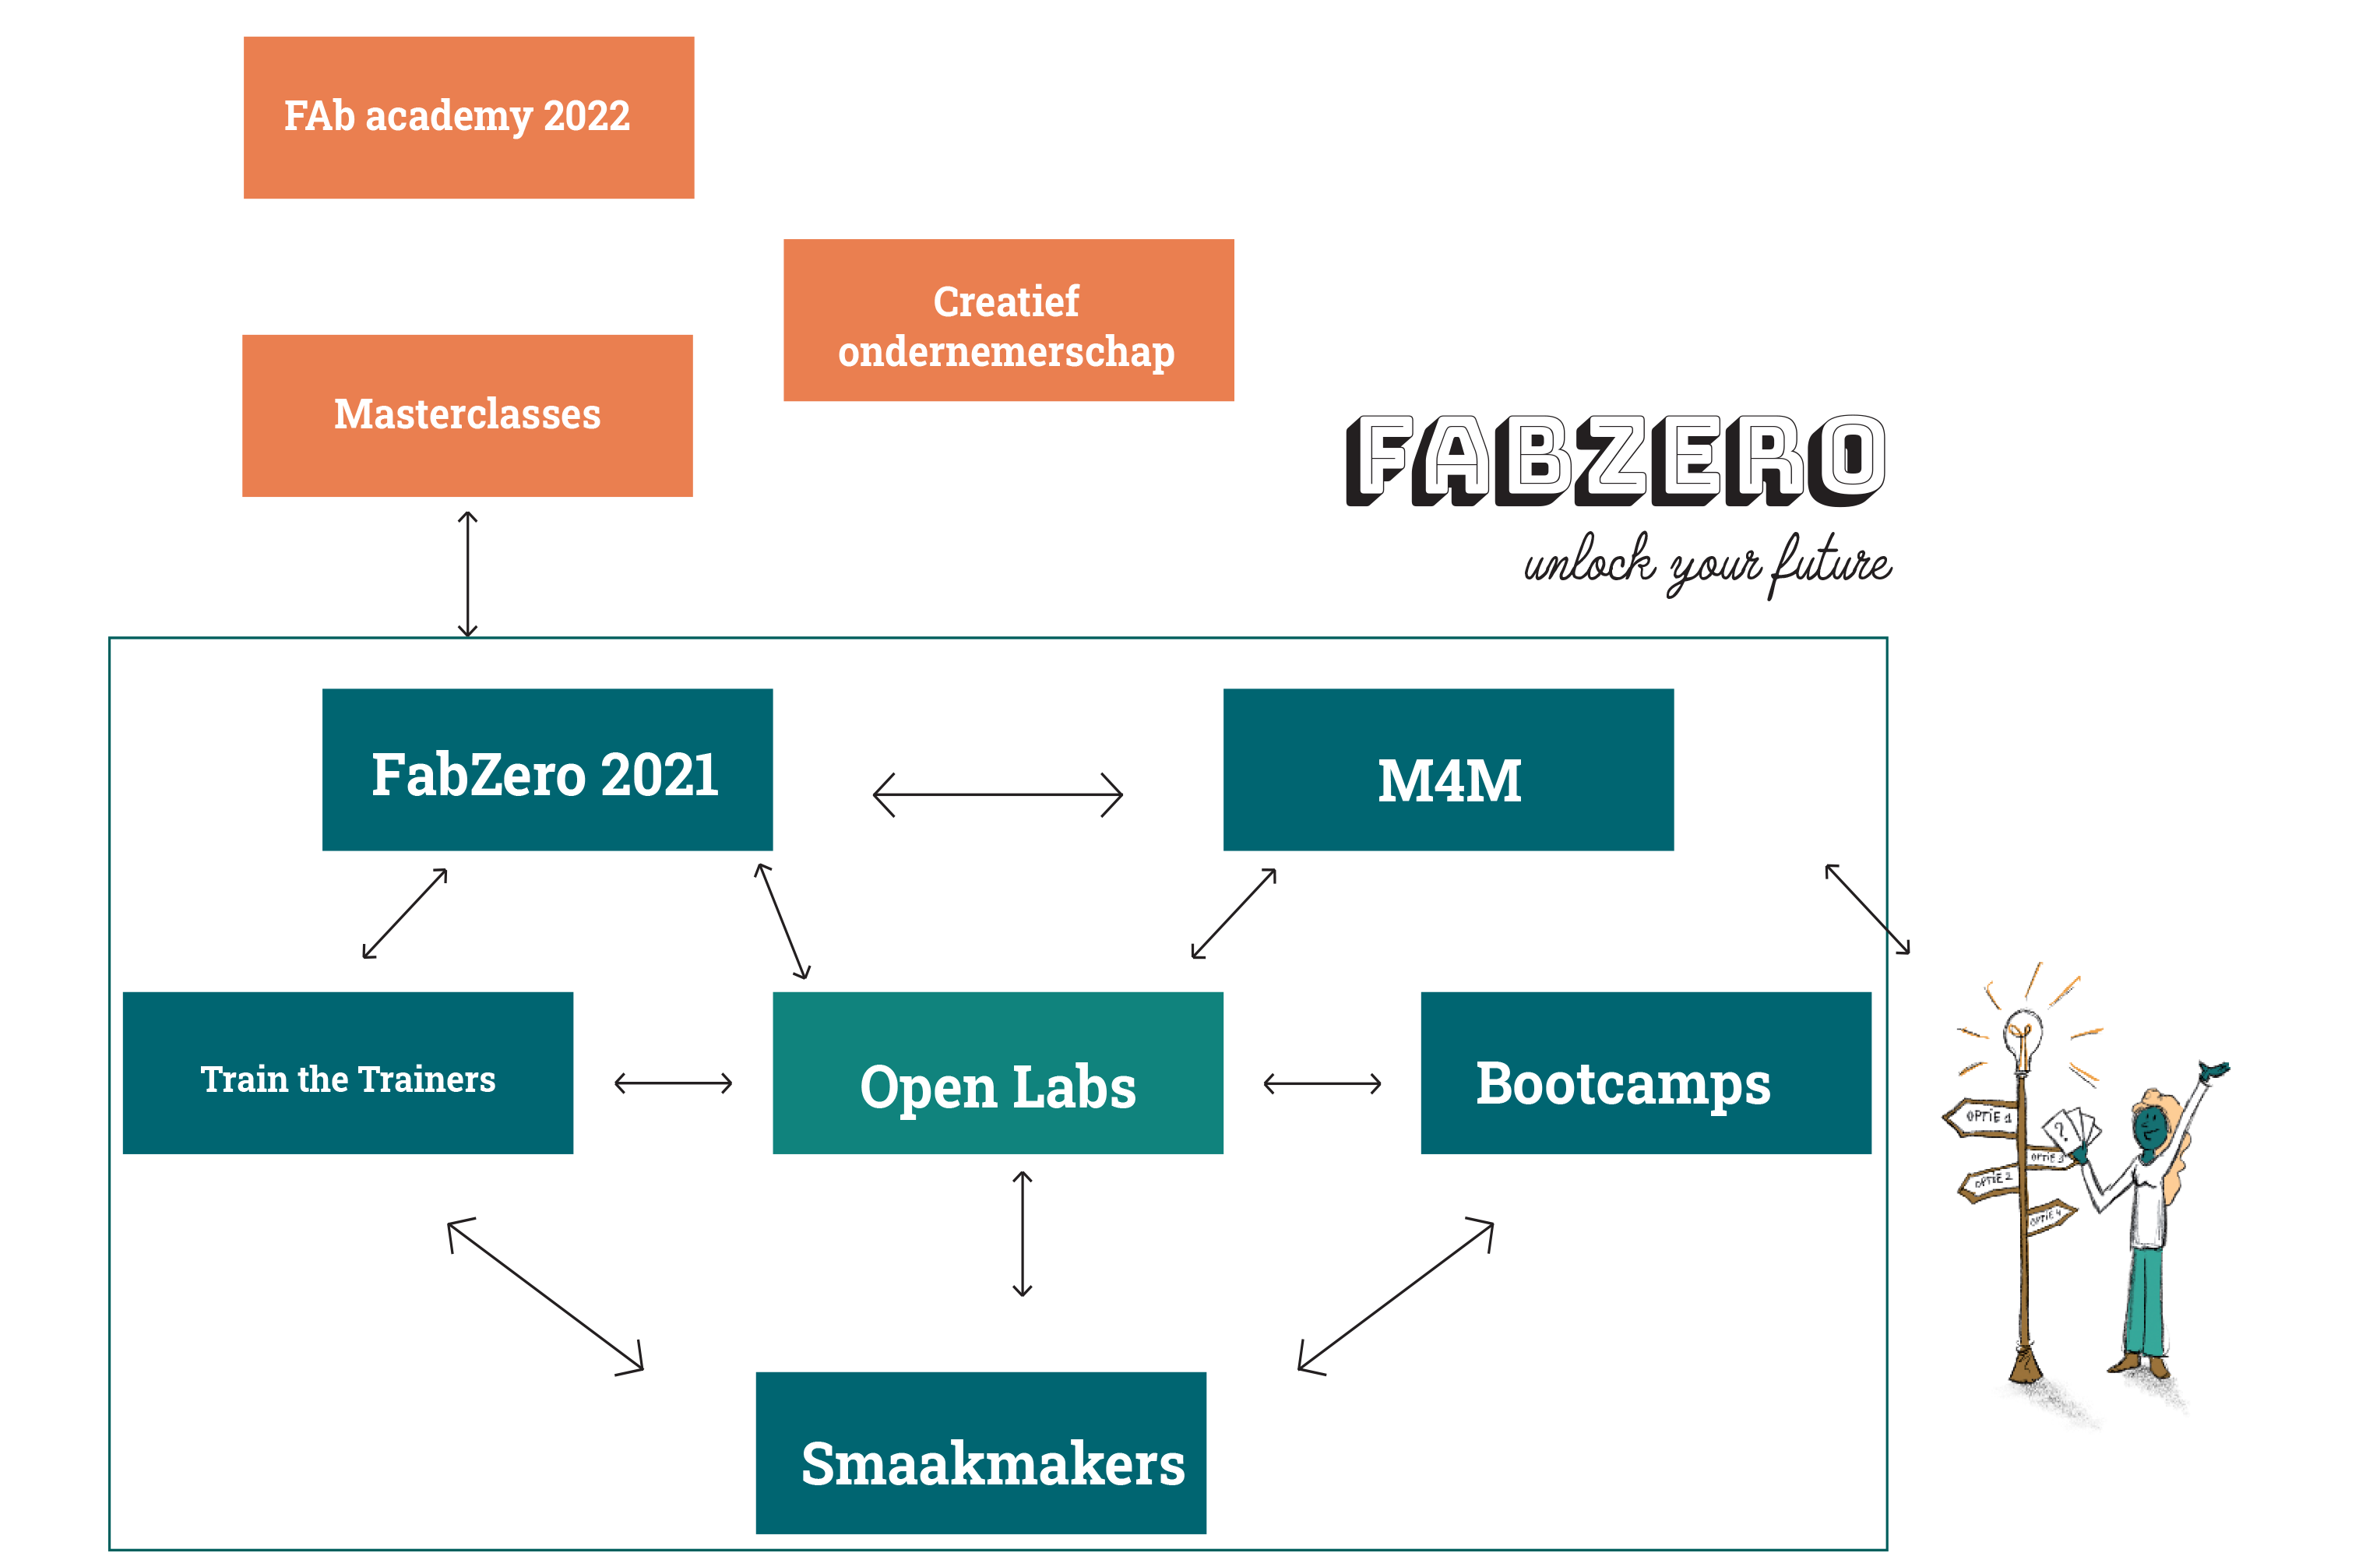 FAb academy 2022
Creatief
ondernemerschap
Masterclasses
FABZERO
unlock your future
FabZero 2021
M4M
Train the Trainers
Open Labs
Bootcamps
OPTiE 1
?.
OPTiE 3
OPTiE 2
OPTiE 4
Smaakmakers